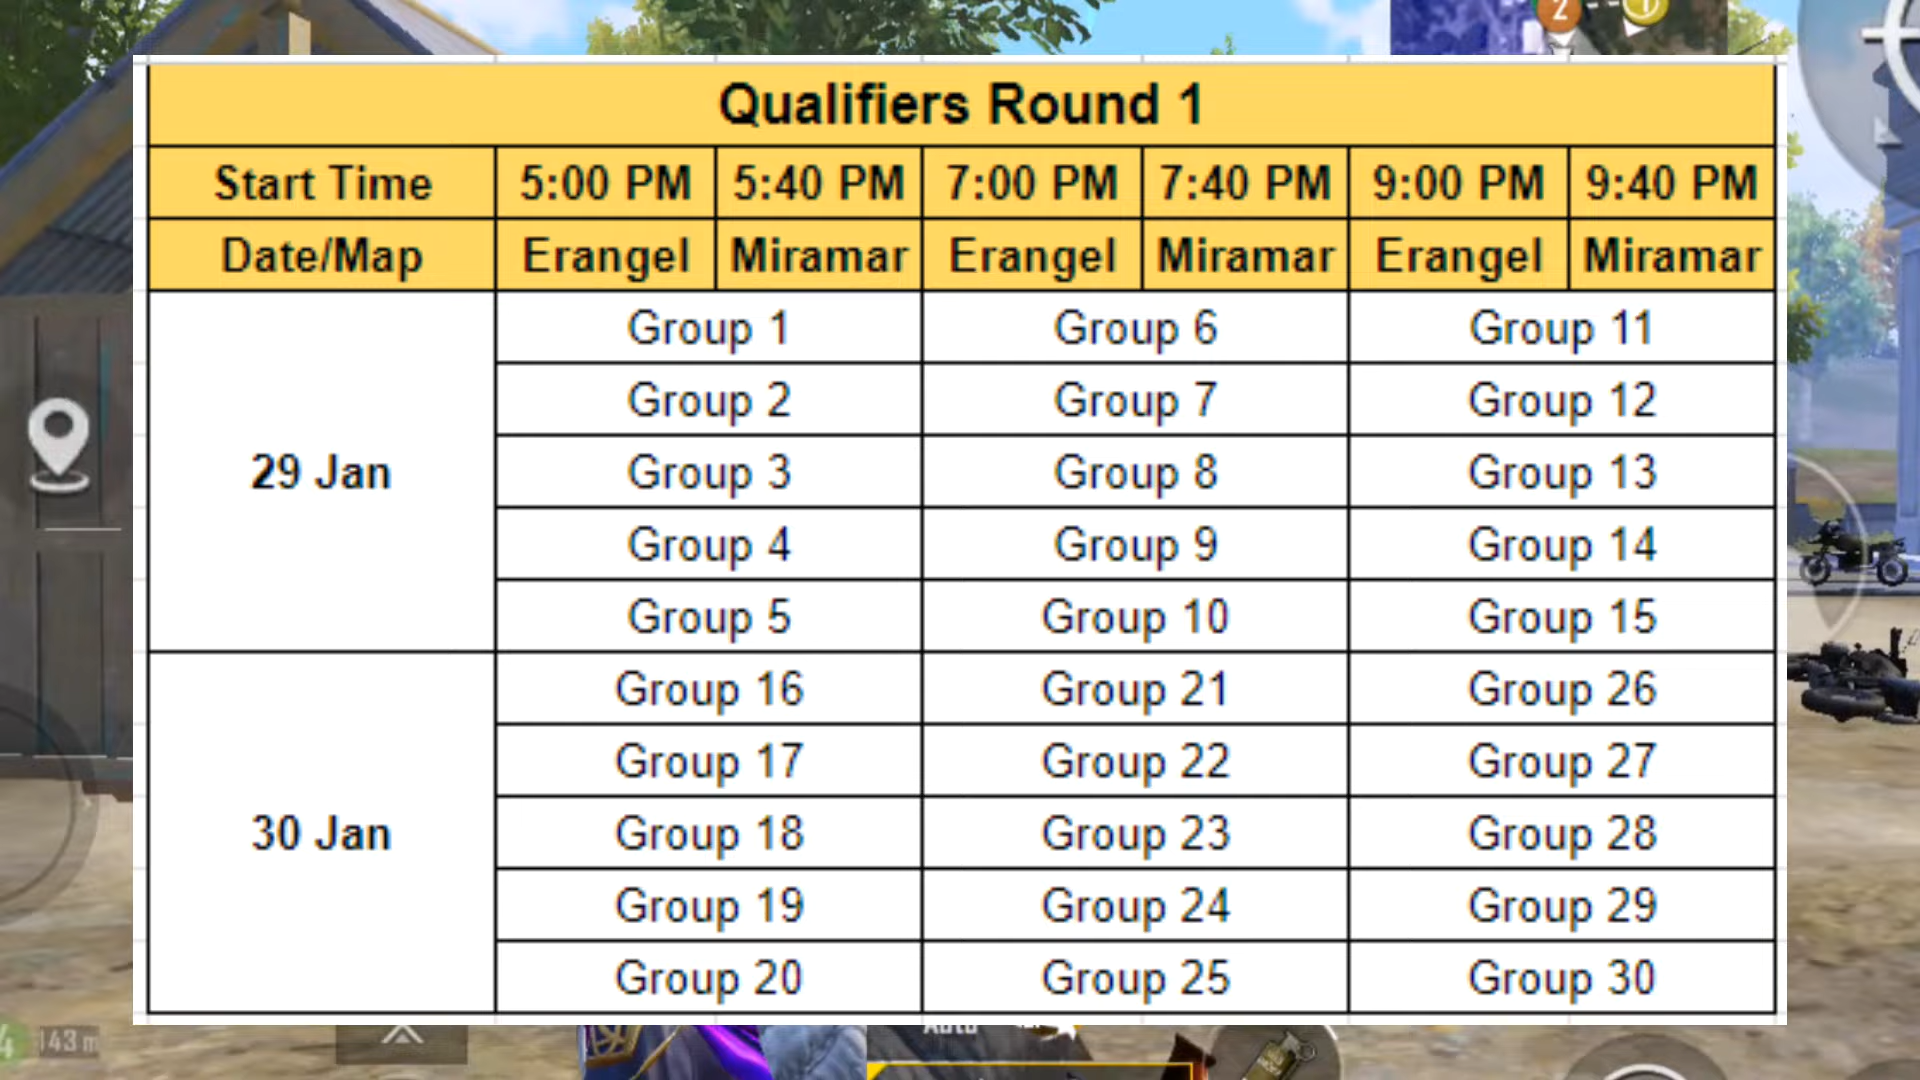 2
1
Qualifiers Round 1
Start Time 5:00 PM 5:40 PM 7:00 PM 7:40 PM 9:00 PM 9:40 PM
Date/Map Erangel Miramar Erangel Miramar Erangel Miramar
29 Jan
Group 1 Group 6 Group 11
Group 2 Group 7 Group 12
Group 3 Group 8 Group 13
Group 4 Group 9 Group 14
Group 5 Group 10 Group 15
30 Jan
Group 16 Group 21 Group 26
Group 17 Group 22 Group 27
Group 18 Group 23 Group 28
Group 19 Group 24 Group 29
Group 20 Group 25 Group 30
4 143 m
Auto